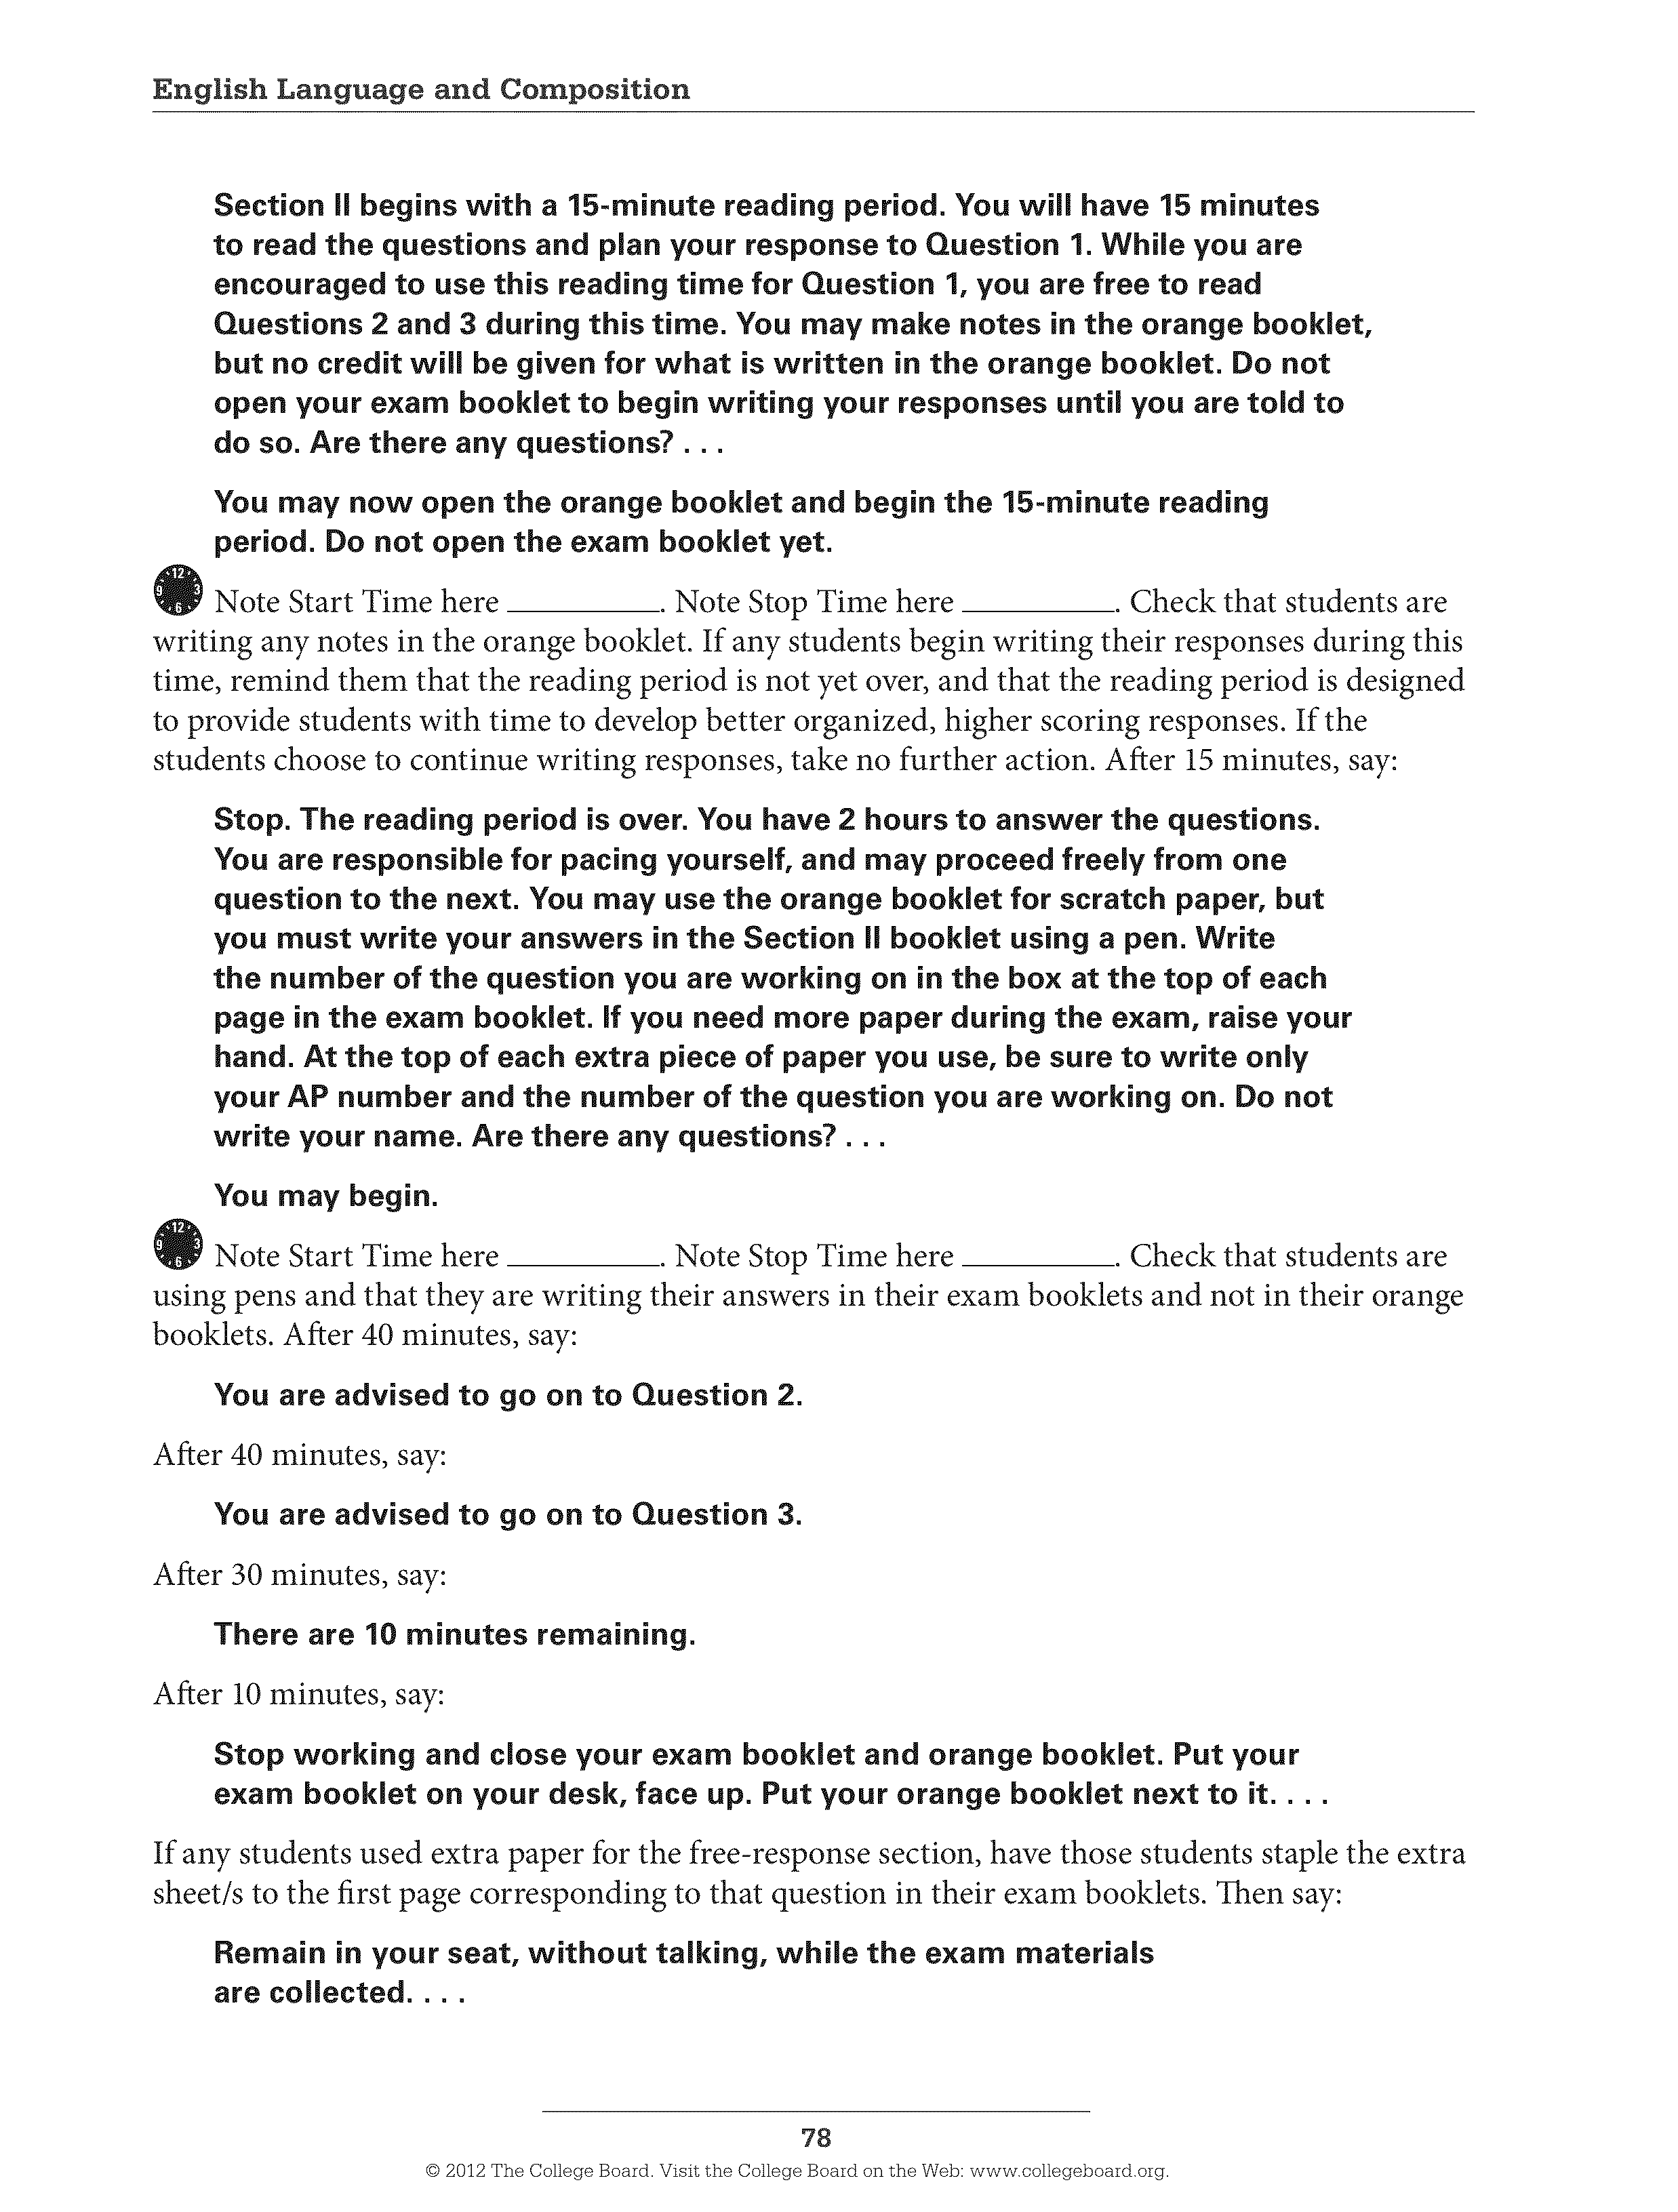 English Language and Composition
Section II begins with a 15-minute reading period. You will have 15 minutes
to read the questions and plan your response to Question 1. While you are
encouraged to use this reading time for Question 1, you are free to read
Questions 2 and 3 during this time. You may make notes in the orange booklet,
but no credit will be given for what is written in the orange booklet. Do not
open your exam booklet to begin writing your responses until you are told to
do so. Are there any questions? . . .
You may now open the orange booklet and begin the 15-minute reading
period. Do not open the exam booklet yet.
12
9 3
6
Note Start Time here __________. Note Stop Time here __________. Check that students are
writing any notes in the orange booklet. If any students begin writing their responses during this
time, remind them that the reading period is not yet over, and that the reading period is designed
to provide students with time to develop better organized, higher scoring responses. If the
students choose to continue writing responses, take no further action. After 15 minutes, say:
Stop. The reading period is over. You have 2 hours to answer the questions.
You are responsible for pacing yourself, and may proceed freely from one
question to the next. You may use the orange booklet for scratch paper, but
you must write your answers in the Section II booklet using a pen. Write
the number of the question you are working on in the box at the top of each
page in the exam booklet. If you need more paper during the exam, raise your
hand. At the top of each extra piece of paper you use, be sure to write only
your AP number and the number of the question you are working on. Do not
write your name. Are there any questions? . . .
You may begin.
12
9 3
6
Note Start Time here __________. Note Stop Time here __________. Check that students are
using pens and that they are writing their answers in their exam booklets and not in their orange
booklets. After 40 minutes, say:
You are advised to go on to Question 2.
After 40 minutes, say:
You are advised to go on to Question 3.
After 30 minutes, say:
There are 10 minutes remaining.
After 10 minutes, say:
Stop working and close your exam booklet and orange booklet. Put your
exam booklet on your desk, face up. Put your orange booklet next to it. . . .
If any students used extra paper for the free-response section, have those students staple the extra
sheet/s to the first page corresponding to that question in their exam booklets. Then say:
Remain in your seat, without talking, while the exam materials
are collected. . . .
78
© 2012 The College Board. Visit the College Board on the Web: www.collegeboard.org.